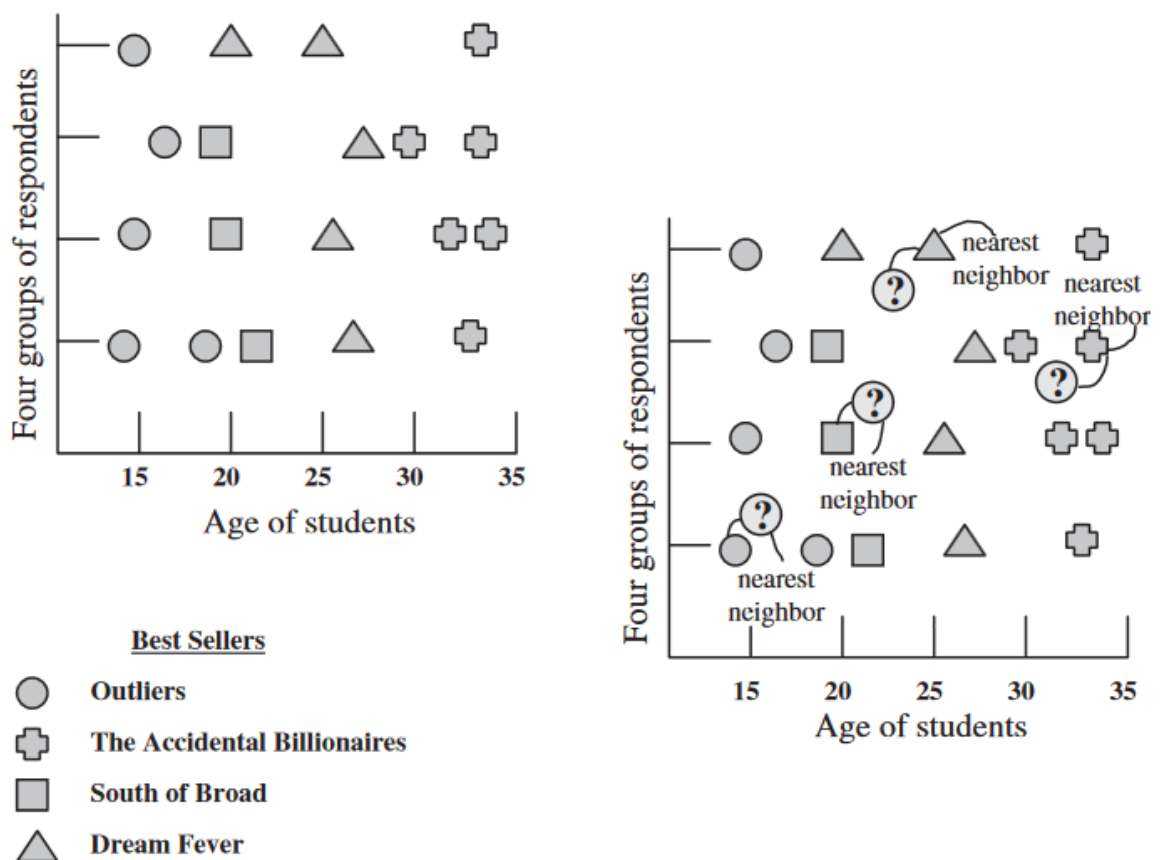 Four groups of respondents
15 20 25 30 35
Age of students
Best Sellers
Outliers
The Accidental Billionaires
South of Broad
Dream Fever
Four groups of respondents
?
nearest
neighbor
nearest
neighbor
?
?
nearest
neighbor
?
nearest
neighbor
15 20 25 30 35
Age of students